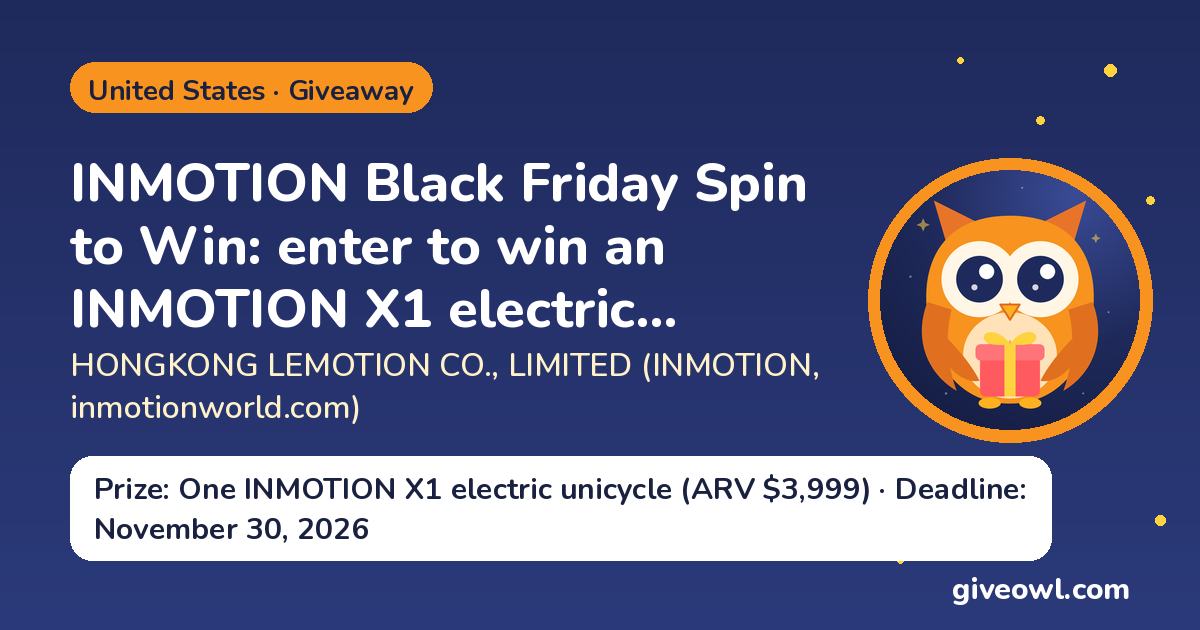 United States · Giveaway
INMOTION Black Friday Spin
to Win: enter to win an
INMOTION X1 electric...
HONGKONG LEMOTION CO., LIMITED (INMOTION,
inmotionworld.com)
Prize: One INMOTION X1 electric unicycle (ARV $3,999) · Deadline:
November 30, 2026
giveowl.com